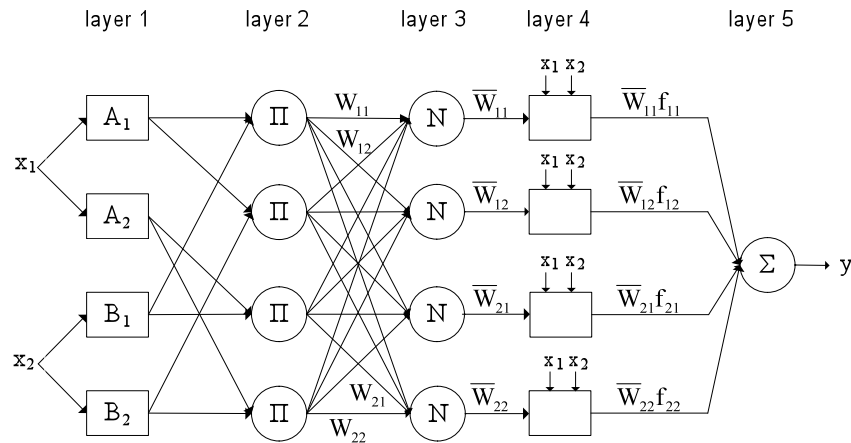 layer 1 layer 2 layer 3 layer 4 layer 5
x₁ x₂
A₁ Π W₁₁ N W̅₁₁ W̅₁₁f₁₁
W₁₂
x₁
x₁ x₂
A₂ Π N W̅₁₂ W̅₁₂f₁₂
Σ y
x₁ x₂
B₁ Π N W̅₂₁ W̅₂₁f₂₁
x₂
x₁ x₂
W₂₁
B₂ Π N W̅₂₂ W̅₂₂f₂₂
W₂₂